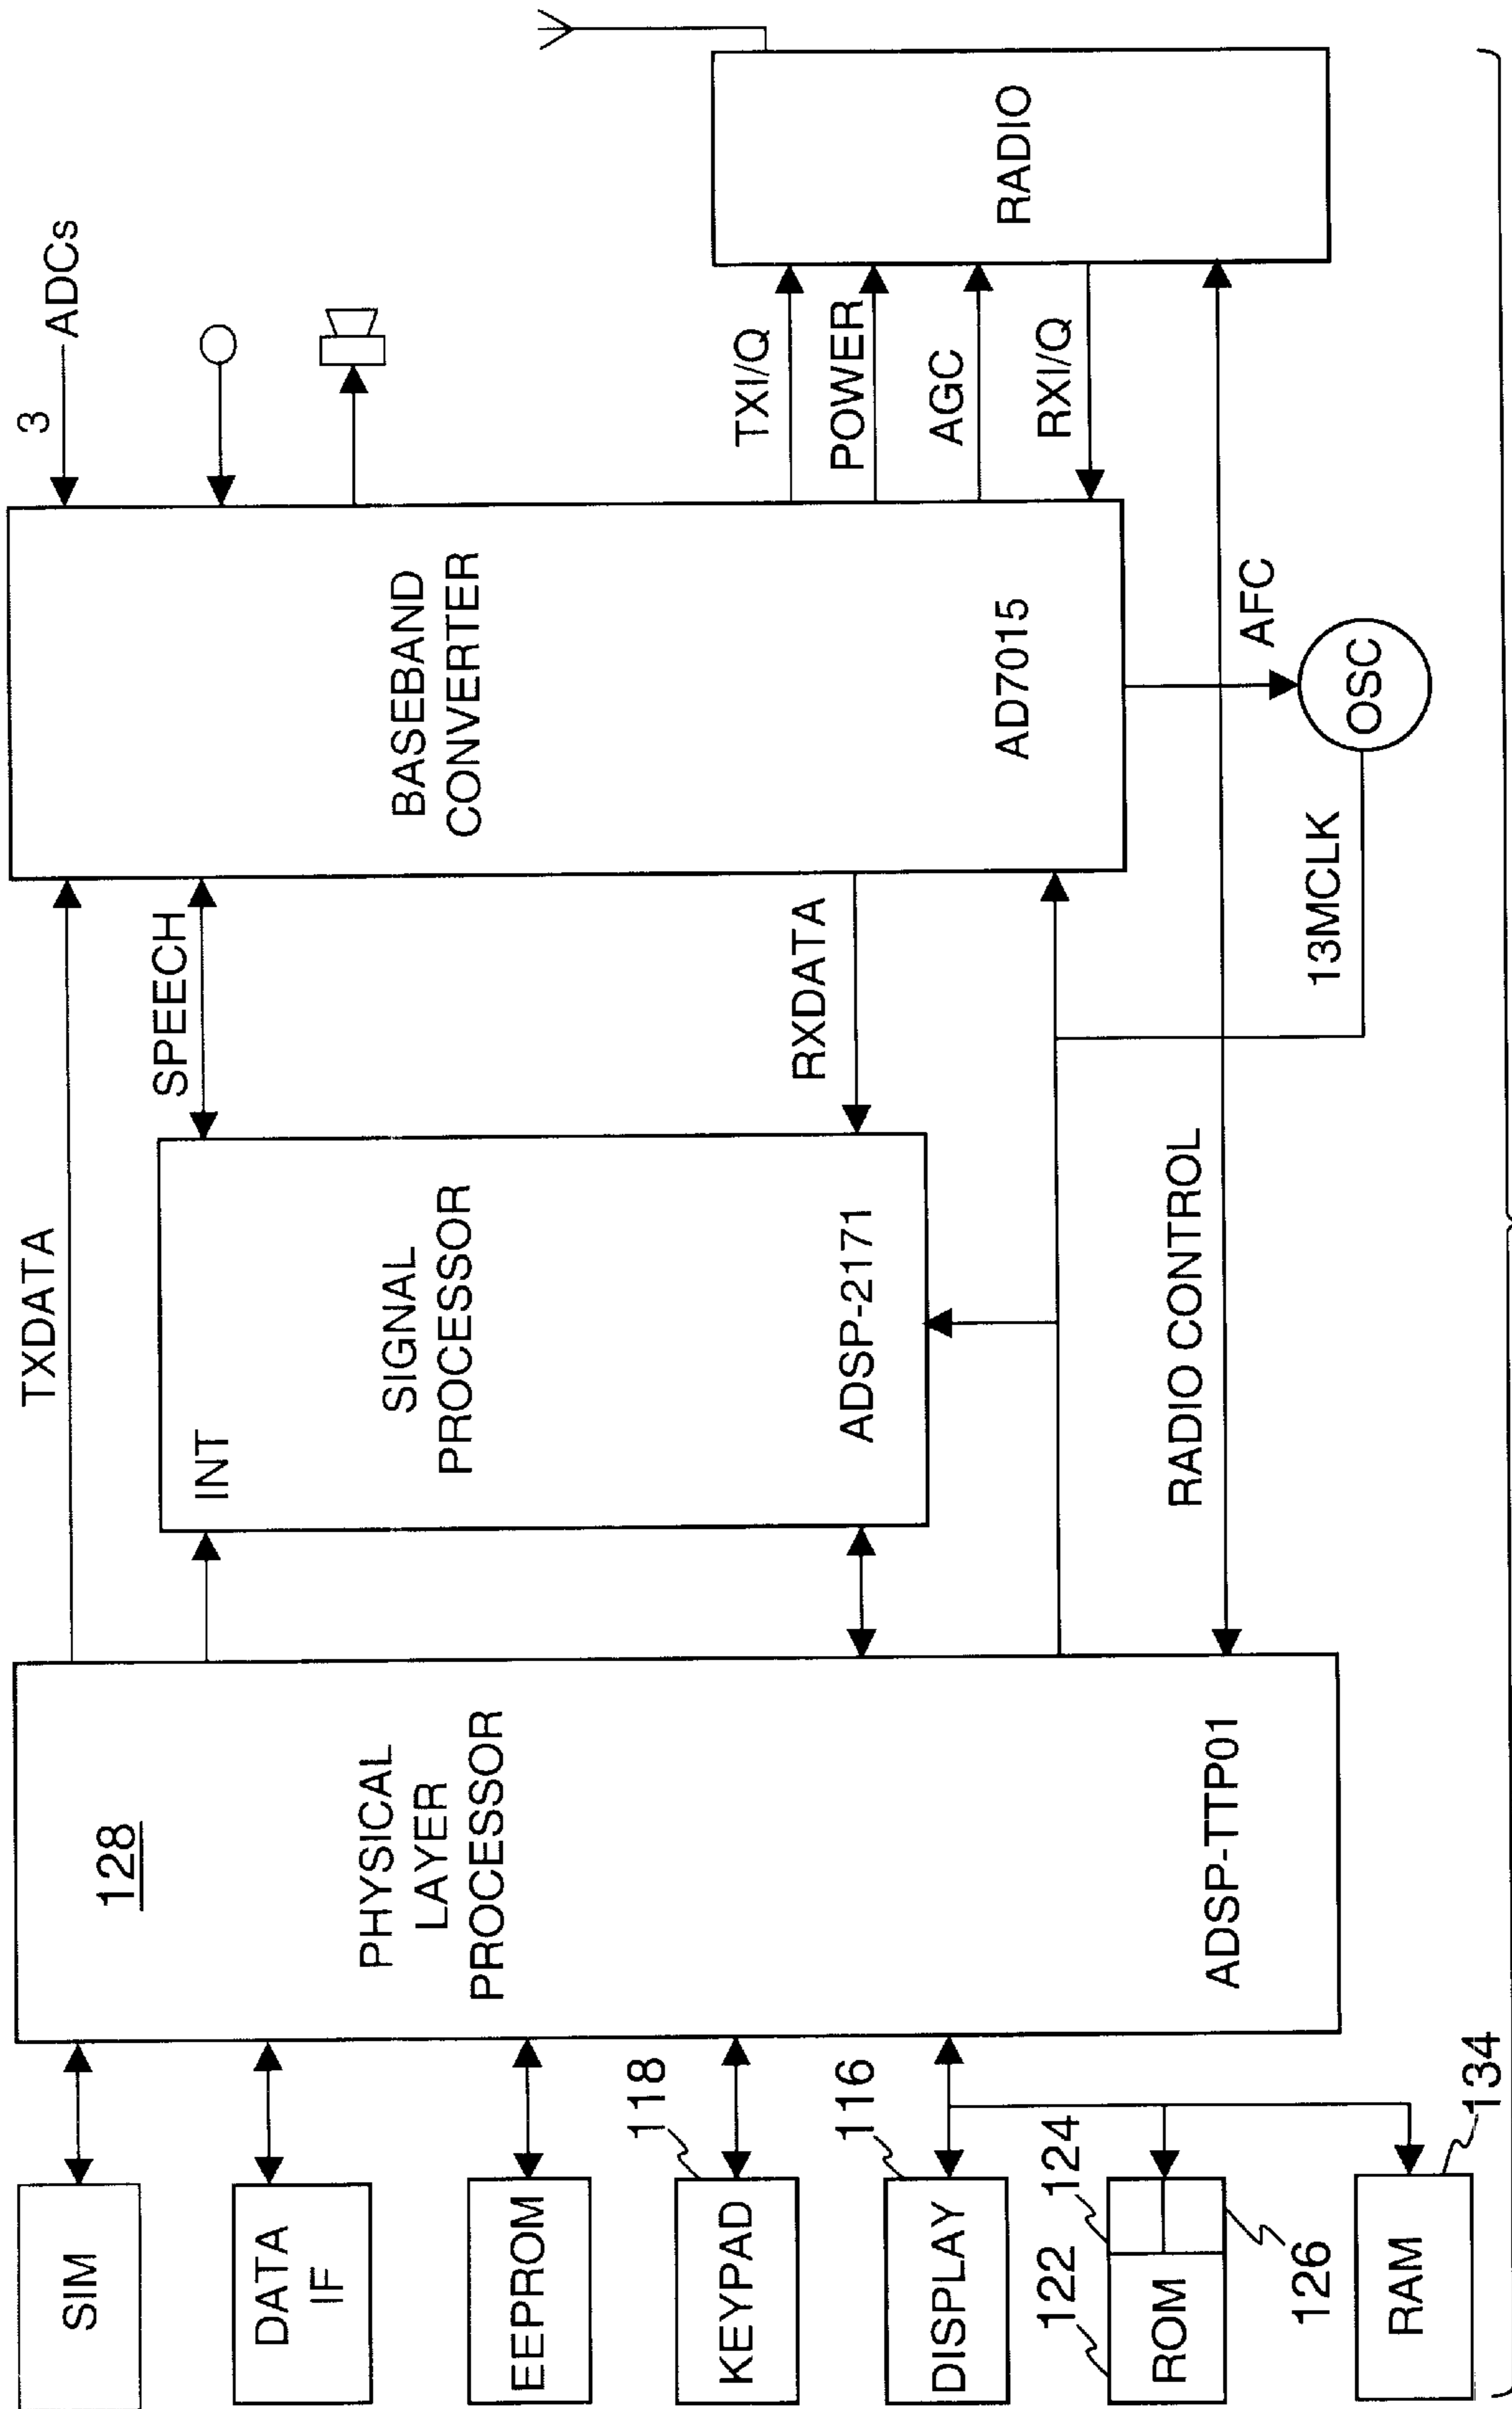 SIM
DATA
IF
EEPROM
KEYPAD
118
DISPLAY
116
122
124
ROM
126
RAM
134
128
PHYSICAL
LAYER
PROCESSOR
ADSP-TTP01
TXDATA
INT
SIGNAL
PROCESSOR
ADSP-2171
SPEECH
RXDATA
RADIO CONTROL
13MCLK
BASEBAND
CONVERTER
AD7015
AFC
OSC
3
ADCs
TXI/Q
POWER
AGC
RXI/Q
RADIO